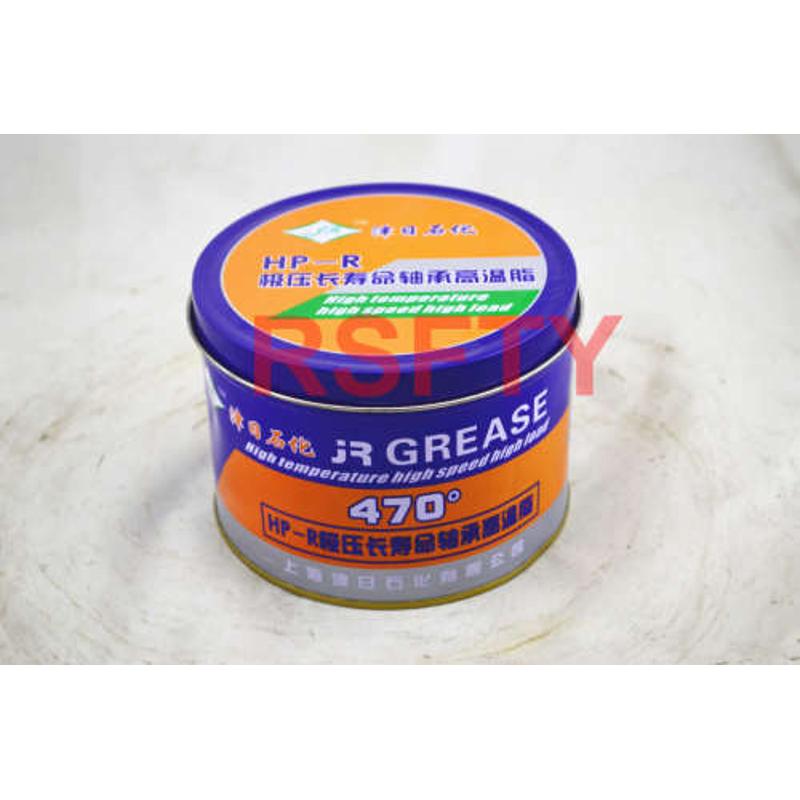 津日石化
HP-R
极压长寿命轴承高温脂
High temperature
high speed high load
RSFTY
津日石化 JR GREASE
High temperature high speed high load
470°
HP-R极压长寿命轴承高温脂
上海津日石化有限公司